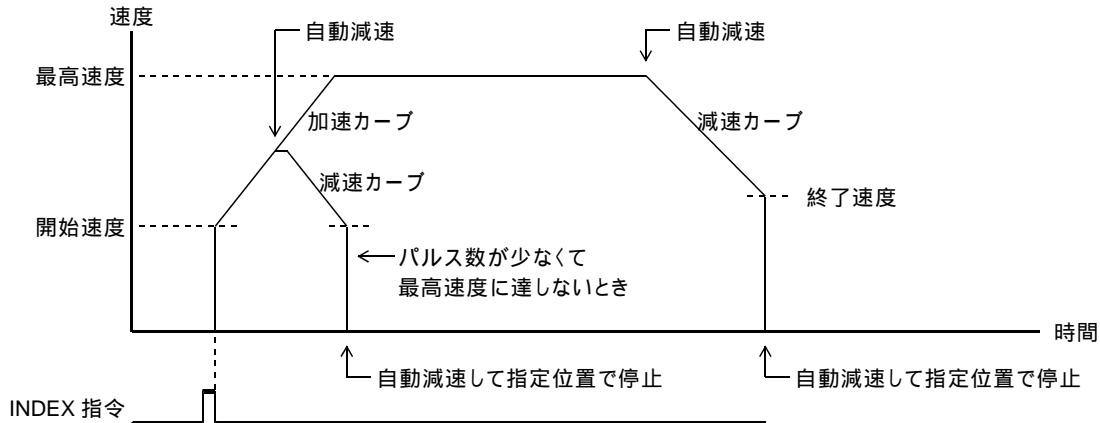 速度
自動減速
自動減速
最高速度
加速カーブ
減速カーブ
減速カーブ
終了速度
開始速度
パルス数が少なくて
最高速度に達しないとき
時間
自動減速して指定位置で停止
自動減速して指定位置で停止
INDEX 指令